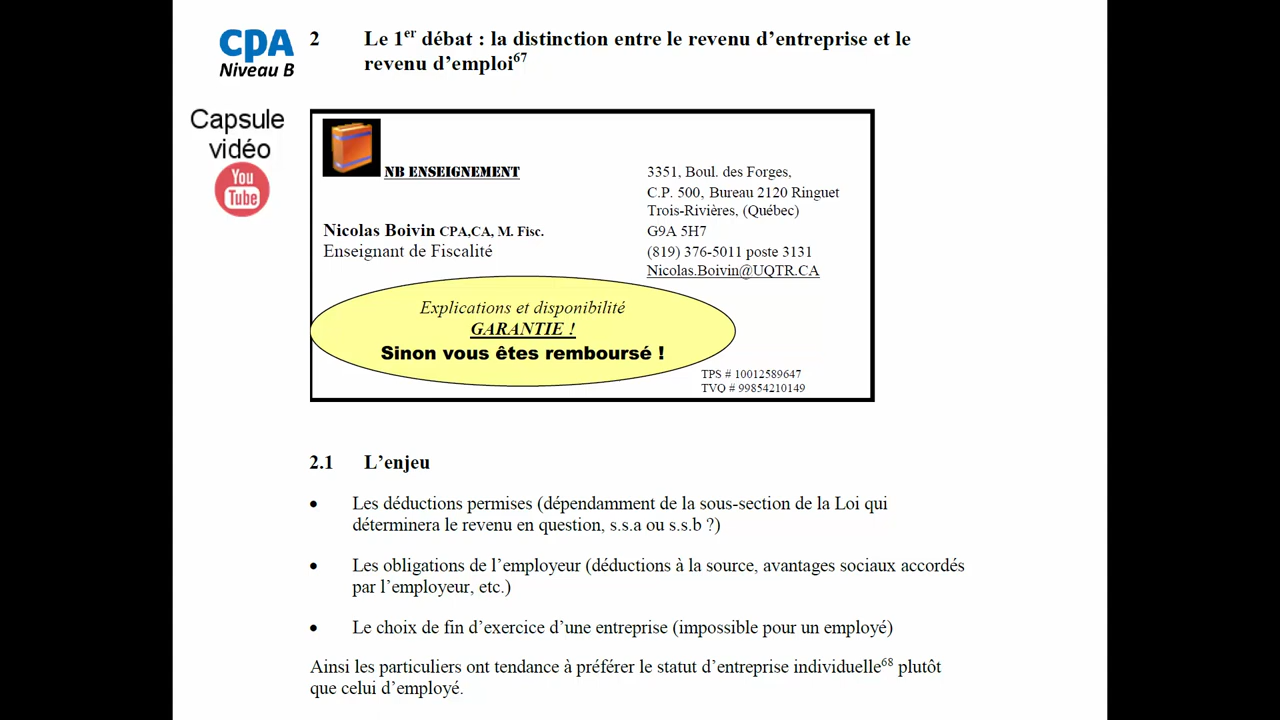 CPA
Niveau B
2 Le 1er débat : la distinction entre le revenu d'entreprise et le
revenu d'emploi67
Capsule
vidéo
You
Tube
NB ENSEIGNEMENT
Nicolas Boivin CPA,CA, M. Fisc.
Enseignant de Fiscalité
3351, Boul. des Forges,
C.P. 500, Bureau 2120 Ringuet
Trois-Rivières, (Québec)
G9A 5H7
(819) 376-5011 poste 3131
Nicolas.Boivin@UQTR.CA
Explications et disponibilité
GARANTIE !
Sinon vous êtes remboursé !
TPS # 10012589647
TVQ # 99854210149
2.1 L'enjeu
• Les déductions permises (dépendamment de la sous-section de la Loi qui
déterminera le revenu en question, s.s.a ou s.s.b ?)
• Les obligations de l'employeur (déductions à la source, avantages sociaux accordés
par l'employeur, etc.)
• Le choix de fin d'exercice d'une entreprise (impossible pour un employé)
Ainsi les particuliers ont tendance à préférer le statut d'entreprise individuelle68 plutôt
que celui d'employé.